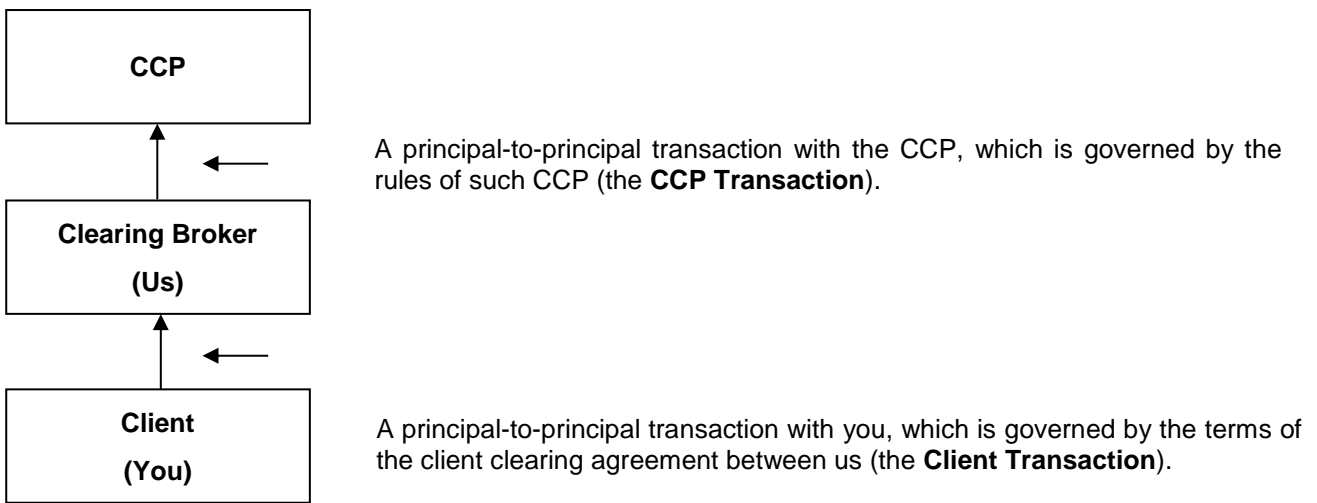 CCP
A principal-to-principal transaction with the CCP, which is governed by the
rules of such CCP (the CCP Transaction).
Clearing Broker
(Us)
Client
(You)
A principal-to-principal transaction with you, which is governed by the terms of
the client clearing agreement between us (the Client Transaction).